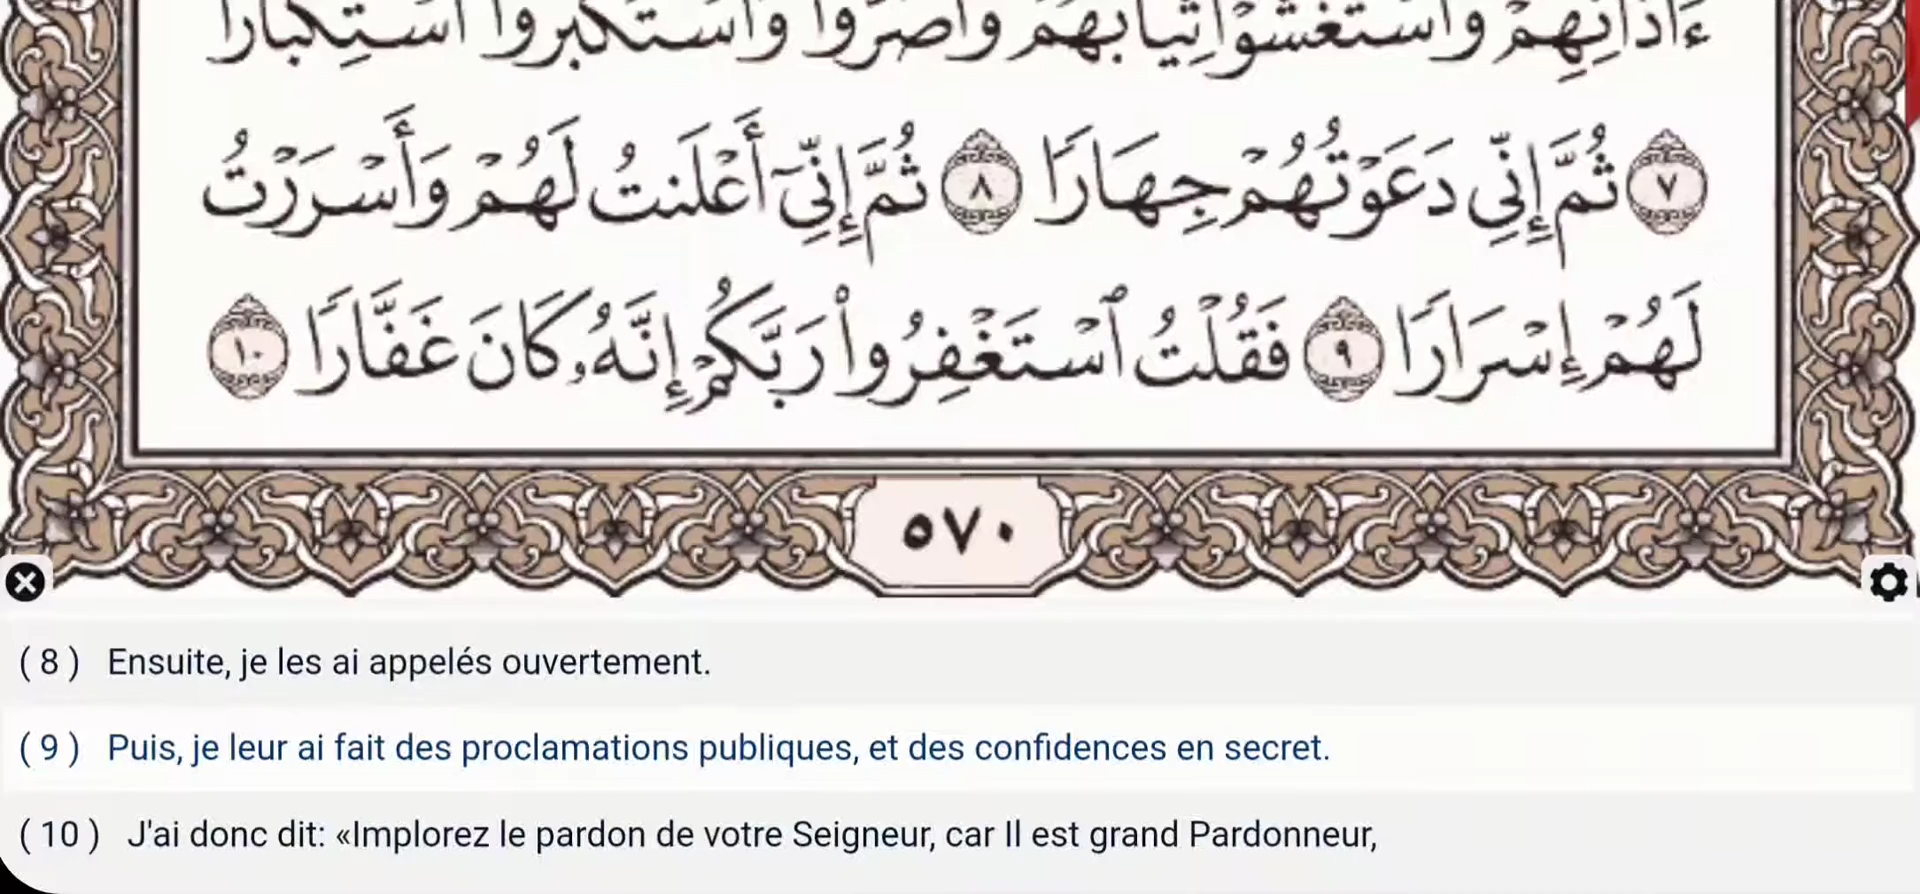 ءَاذَانِهِمْ وَٱسْتَغْشَوْا۟ ثِيَابَهُمْ وَأَصَرُّوا۟ وَٱسْتَكْبَرُوا۟ ٱسْتِكْبَارًا
٧ ثُمَّ إِنِّى دَعَوْتُهُمْ جِهَارًا ٨ ثُمَّ إِنِّىٓ أَعْلَنتُ لَهُمْ وَأَسْرَرْتُ
لَهُمْ إِسْرَارًا ٩ فَقُلْتُ ٱسْتَغْفِرُوا۟ رَبَّكُمْ إِنَّهُۥ كَانَ غَفَّارًا ١٠
٥٧٠
( 8 ) Ensuite, je les ai appelés ouvertement.
( 9 ) Puis, je leur ai fait des proclamations publiques, et des confidences en secret.
( 10 ) J'ai donc dit: «Implorez le pardon de votre Seigneur, car Il est grand Pardonneur,